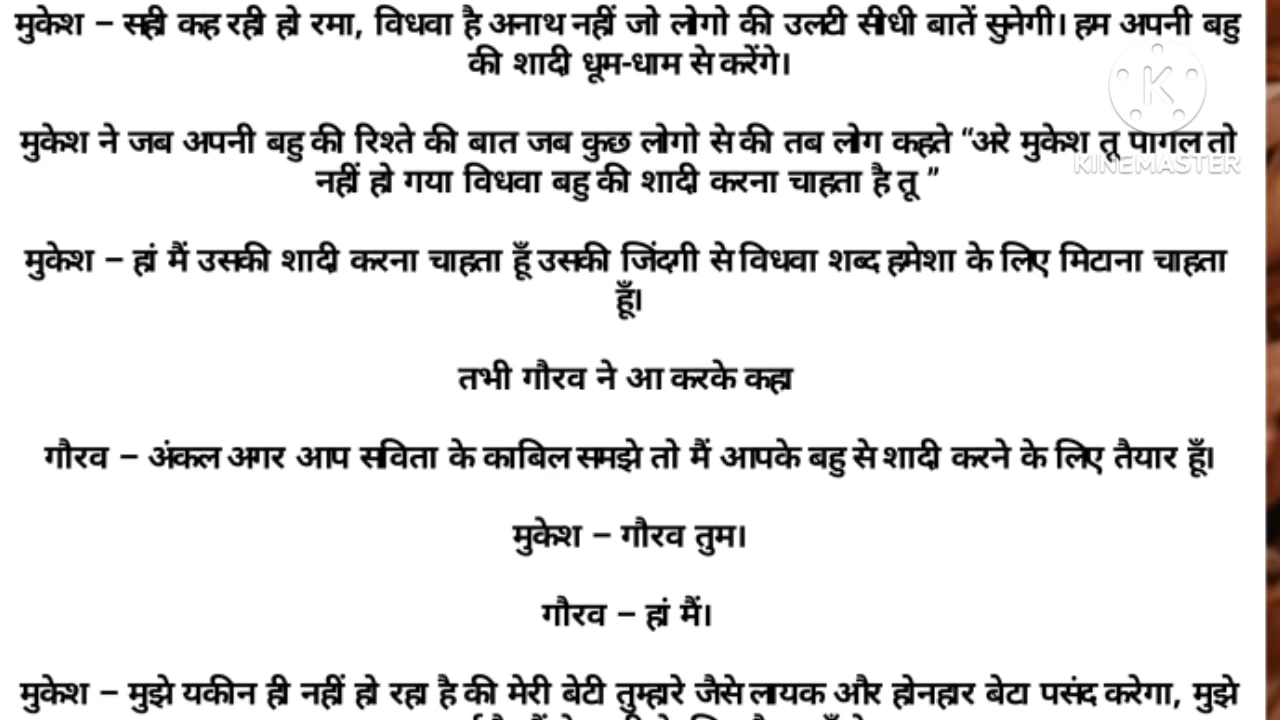 मुकेश – सही कह रही हो रमा, विधवा है अनाथ नहीं जो लोगो की उलटी सीधी बातें सुनेगी। हम अपनी बहु
की शादी धूम-धाम से करेंगे।
मुकेश ने जब अपनी बहु की रिश्ते की बात जब कुछ लोगो से की तब लोग कहते “अरे मुकेश तू पागल तो
नहीं हो गया विधवा बहु की शादी करना चाहता है तू ”
KINEMASTER
मुकेश – हां मैं उसकी शादी करना चाहता हूँ उसकी जिंदगी से विधवा शब्द हमेशा के लिए मिटाना चाहता
हूँ।
तभी गौरव ने आ करके कहा
गौरव – अंकल अगर आप सविता के काबिल समझे तो मैं आपके बहु से शादी करने के लिए तैयार हूँ।
मुकेश – गौरव तुम।
गौरव – हां मैं।
मुकेश – मुझे यकीन ही नहीं हो रहा है की मेरी बेटी तुम्हारे जैसे लायक और होनहार बेटा पसंद करेगा, मुझे